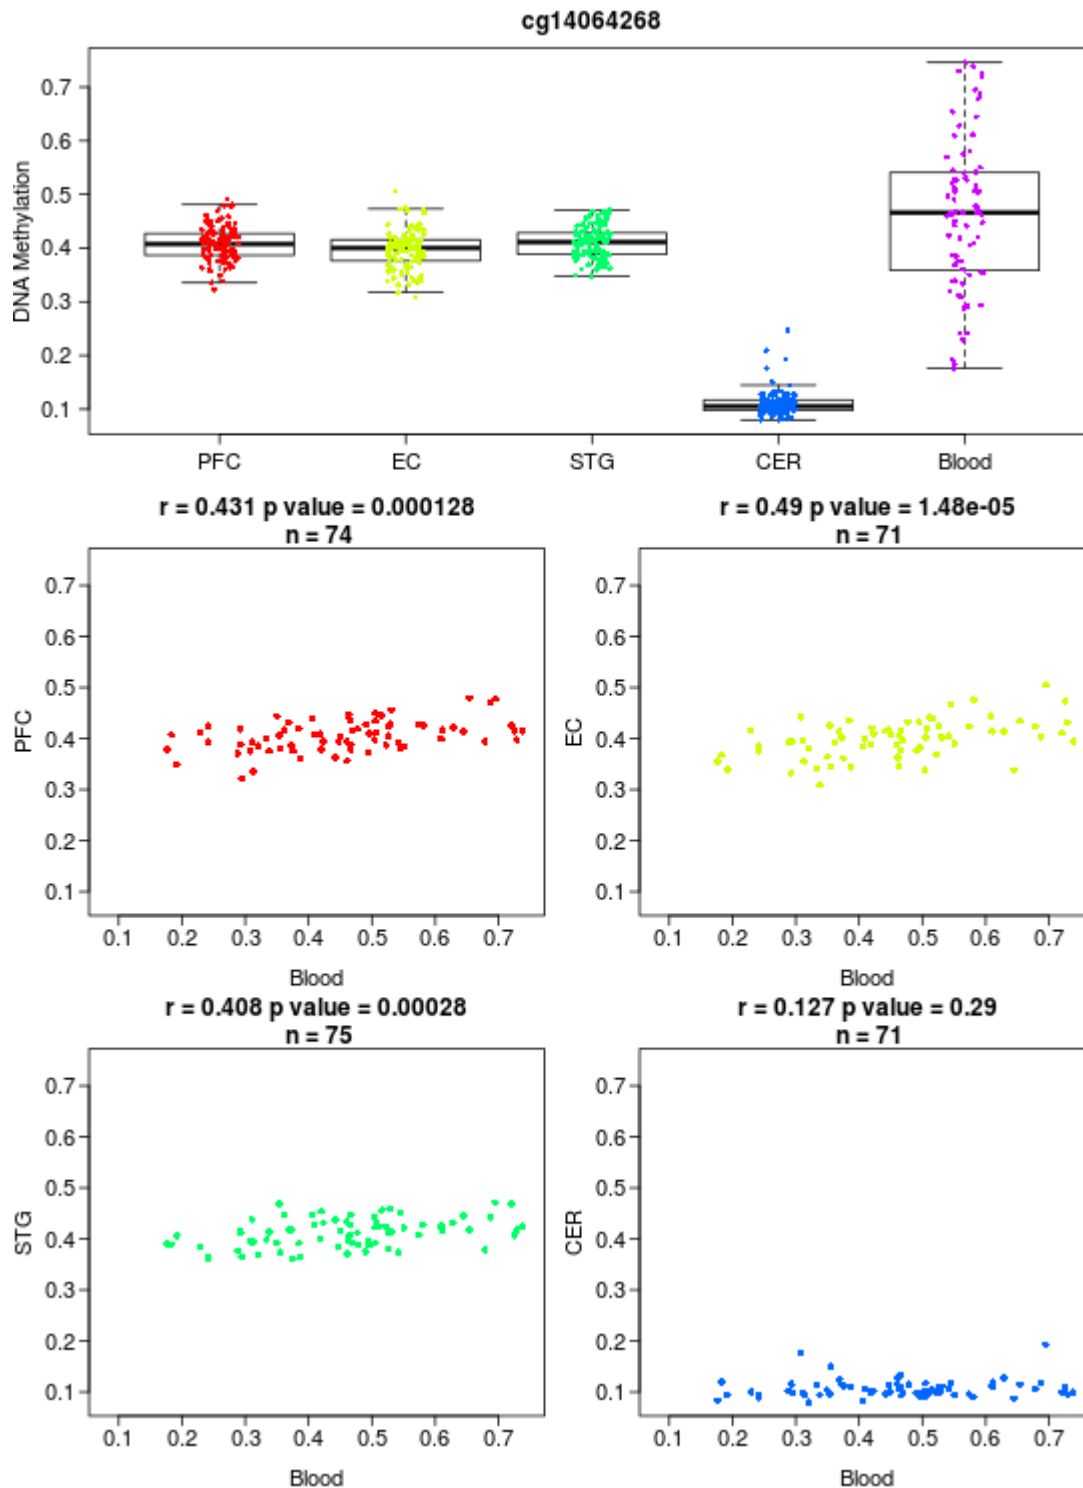 cg14064268
0.7
0.6
0.5
0.4
0.3
0.2
0.1
DNA Methylation
PFC EC STG CER Blood
r = 0.431 p value = 0.000128
n = 74
0.7
0.6
0.5
0.4
0.3
0.2
0.1
PFC
0.1 0.2 0.3 0.4 0.5 0.6 0.7
Blood
r = 0.49 p value = 1.48e-05
n = 71
0.7
0.6
0.5
0.4
0.3
0.2
0.1
EC
0.1 0.2 0.3 0.4 0.5 0.6 0.7
Blood
r = 0.408 p value = 0.00028
n = 75
0.7
0.6
0.5
0.4
0.3
0.2
0.1
STG
0.1 0.2 0.3 0.4 0.5 0.6 0.7
Blood
r = 0.127 p value = 0.29
n = 71
0.7
0.6
0.5
0.4
0.3
0.2
0.1
CER
0.1 0.2 0.3 0.4 0.5 0.6 0.7
Blood